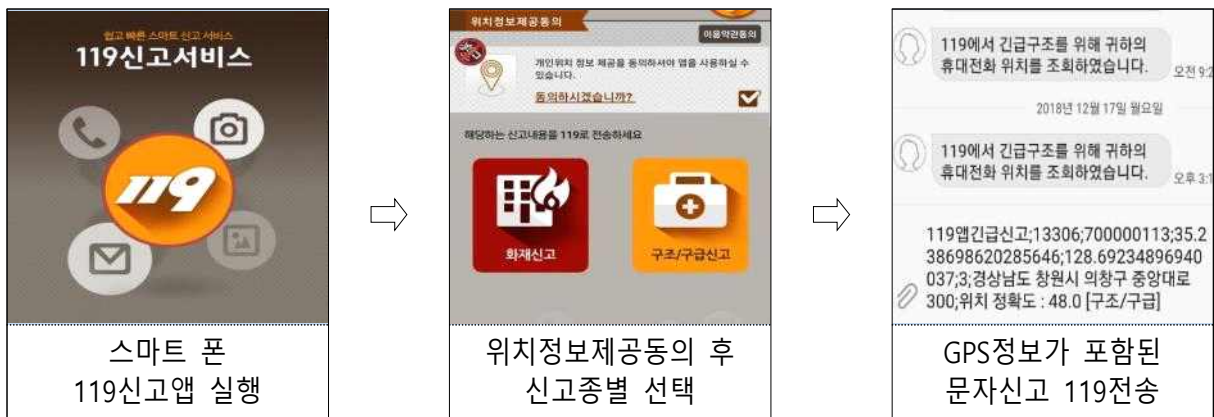 쉽고 빠른 스마트 신고 서비스
119신고서비스
119
스마트 폰
119신고앱 실행
위치정보제공동의
이용약관동의
개인위치 정보 제공을 동의하셔야 앱을 사용하실 수
있습니다.
동의하시겠습니까?
해당하는 신고내용을 119로 전송하세요
화재신고
구조/구급신고
위치정보제공동의 후
신고종별 선택
119에서 긴급구조를 위해 귀하의
휴대전화 위치를 조회하였습니다.
오전 9:2
2018년 12월 17일 월요일
119에서 긴급구조를 위해 귀하의
휴대전화 위치를 조회하였습니다.
오후 3:1
119앱긴급신고;13306;700000113;35.2
38698620285646;128.69234896940
037;3;경상남도 창원시 의창구 중앙대로
300;위치 정확도 : 48.0 [구조/구급]
GPS정보가 포함된
문자신고 119전송